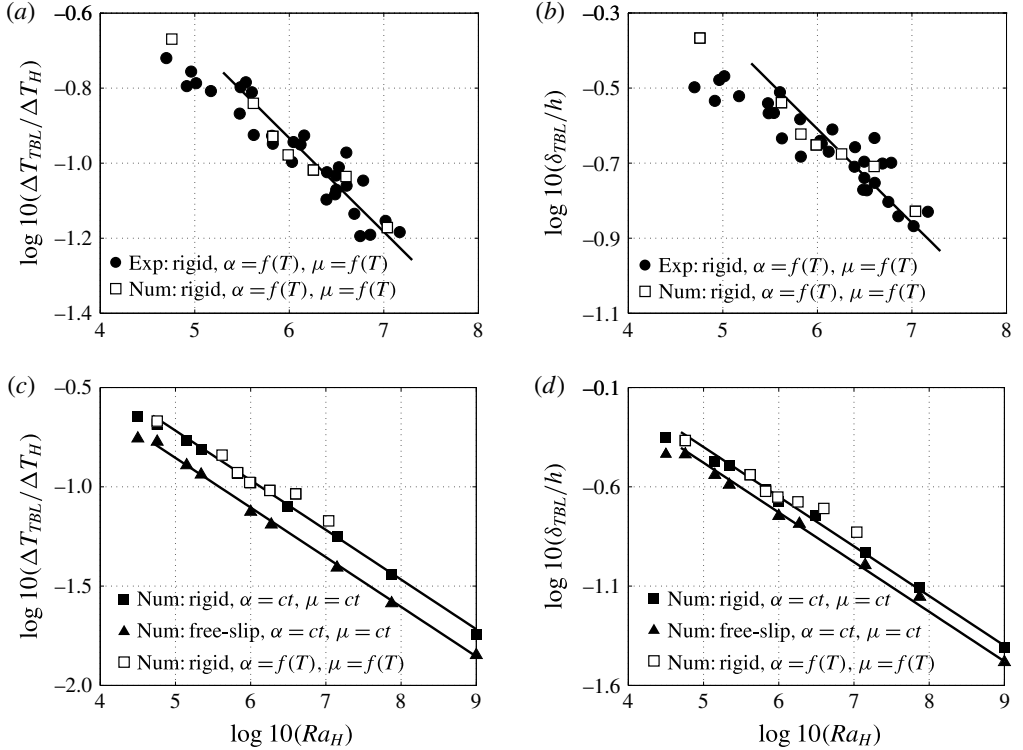 (a)
–0.6
–0.8
–1.0
–1.2
–1.4
4 5 6 7 8
log 10(ΔT_TBL/ΔT_H)
Exp: rigid, α = f(T), μ = f(T)
Num: rigid, α = f(T), μ = f(T)
(b)
–0.3
–0.5
–0.7
–0.9
–1.1
4 5 6 7 8
log 10(δ_TBL/h)
Exp: rigid, α = f(T), μ = f(T)
Num: rigid, α = f(T), μ = f(T)
(c)
–0.5
–1.0
–1.5
–2.0
4 5 6 7 8 9
log 10(ΔT_TBL/ΔT_H)
Num: rigid, α = ct, μ = ct
Num: free-slip, α = ct, μ = ct
Num: rigid, α = f(T), μ = f(T)
log 10(Ra_H)
(d)
–0.1
–0.6
–1.1
–1.6
4 5 6 7 8 9
log 10(δ_TBL/h)
Num: rigid, α = ct, μ = ct
Num: free-slip, α = ct, μ = ct
Num: rigid, α = f(T), μ = f(T)
log 10(Ra_H)